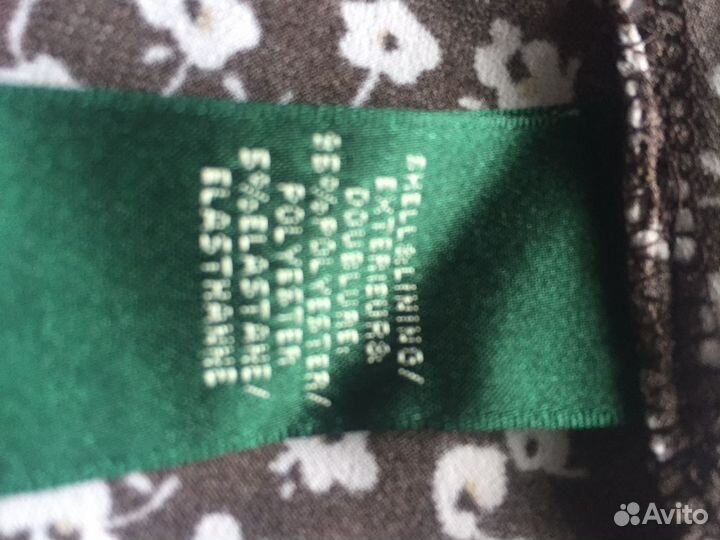 SHELL&LINING/
EXTERIEUR&
DOUBLURE:
95%POLYESTER/
POLYESTER
5%ELASTANE/
ELASTHANNE
Avito